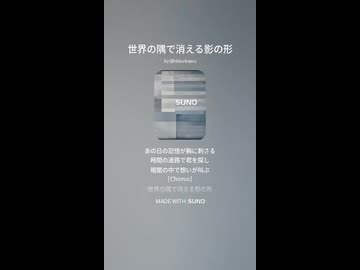 世界の隅で消える影の形
SUNO
あの日の記憶が胸に刺さる
時間の迷路で君を探し
暗闇の中で想いが叫ぶ
[Chorus]
世界の隅で消える影の形
MADE WITH SUNO